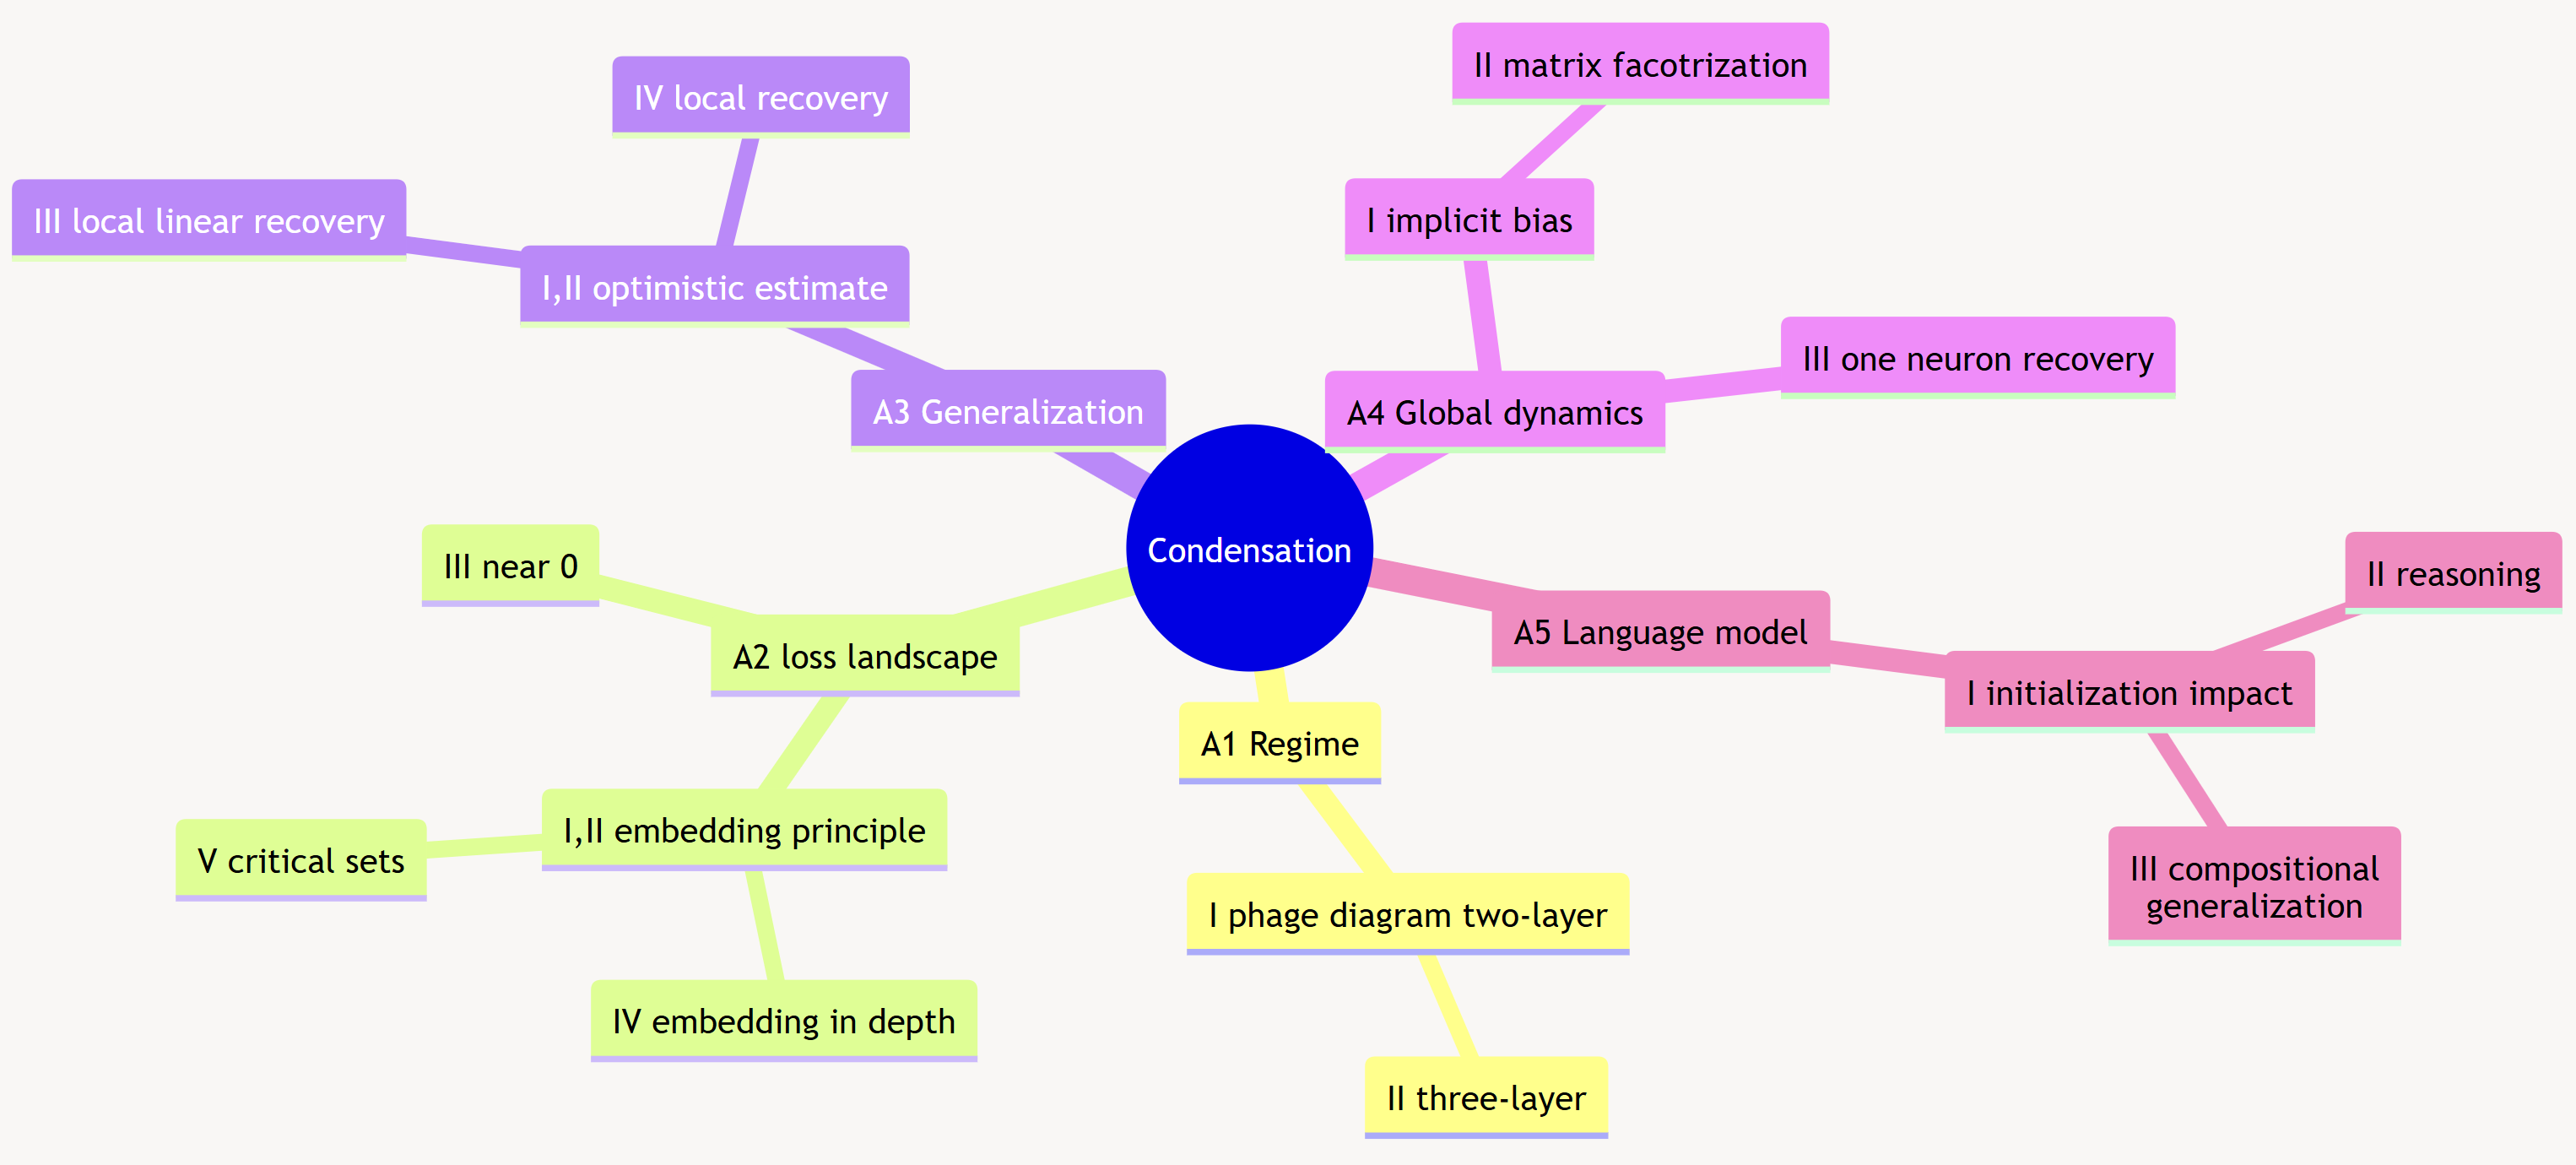 II matrix facotrization
IV local recovery
III local linear recovery
I implicit bias
I,II optimistic estimate
III one neuron recovery
A3 Generalization
A4 Global dynamics
Condensation
III near 0
II reasoning
A2 loss landscape
A5 Language model
I initialization impact
A1 Regime
I,II embedding principle
V critical sets
I phage diagram two-layer
III compositional
generalization
IV embedding in depth
II three-layer